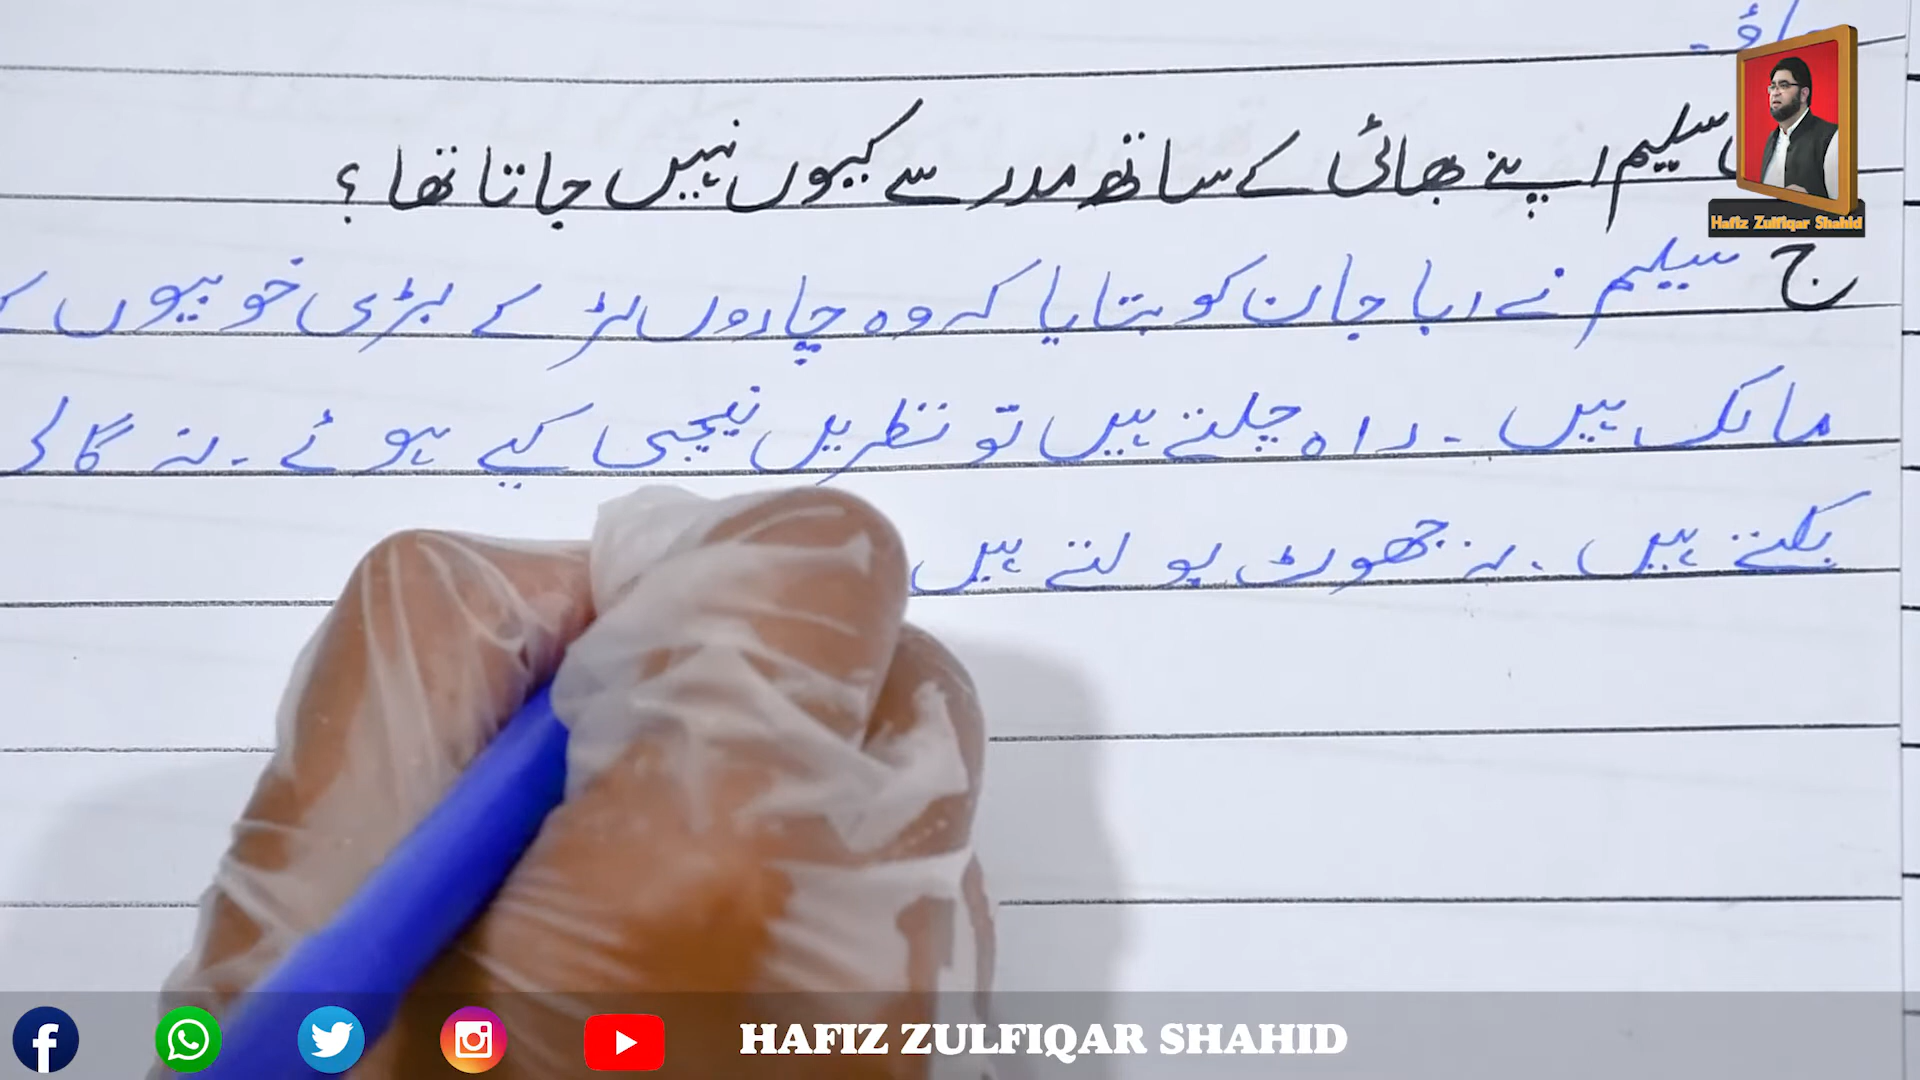 سلیم اپنے بھائی کے ساتھ مدرسے کیوں نہیں جاتا تھا؟
ج سلیم نے ابا جان کو بتایا کہ وہ چاروں لڑکے بڑی خوبیوں کے
مالک ہیں۔ راہ چلتے ہیں تو نظریں نیچی کیے ہوئے۔ نہ گالی
بکتے ہیں۔ نہ جھوٹ بولتے ہیں
Hafiz Zulfiqar Shahid
HAFIZ ZULFIQAR SHAHID